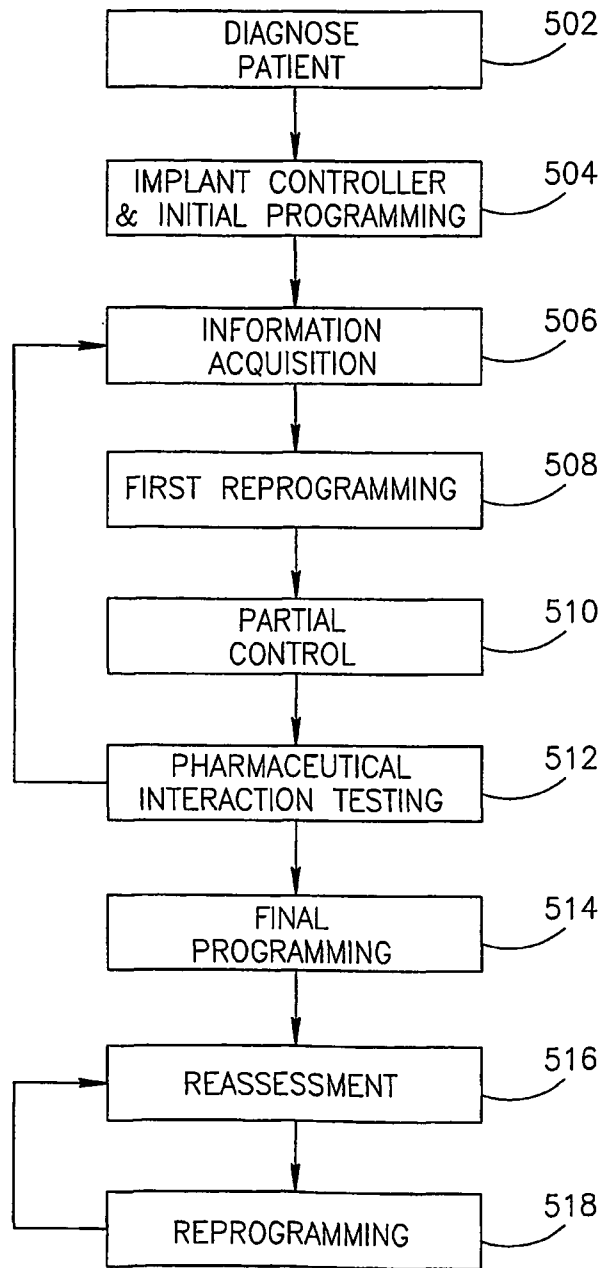 DIAGNOSE
PATIENT
502
IMPLANT CONTROLLER
& INITIAL PROGRAMMING
504
INFORMATION
ACQUISITION
506
FIRST REPROGRAMMING
508
PARTIAL
CONTROL
510
PHARMACEUTICAL
INTERACTION TESTING
512
FINAL
PROGRAMMING
514
REASSESSMENT
516
REPROGRAMMING
518